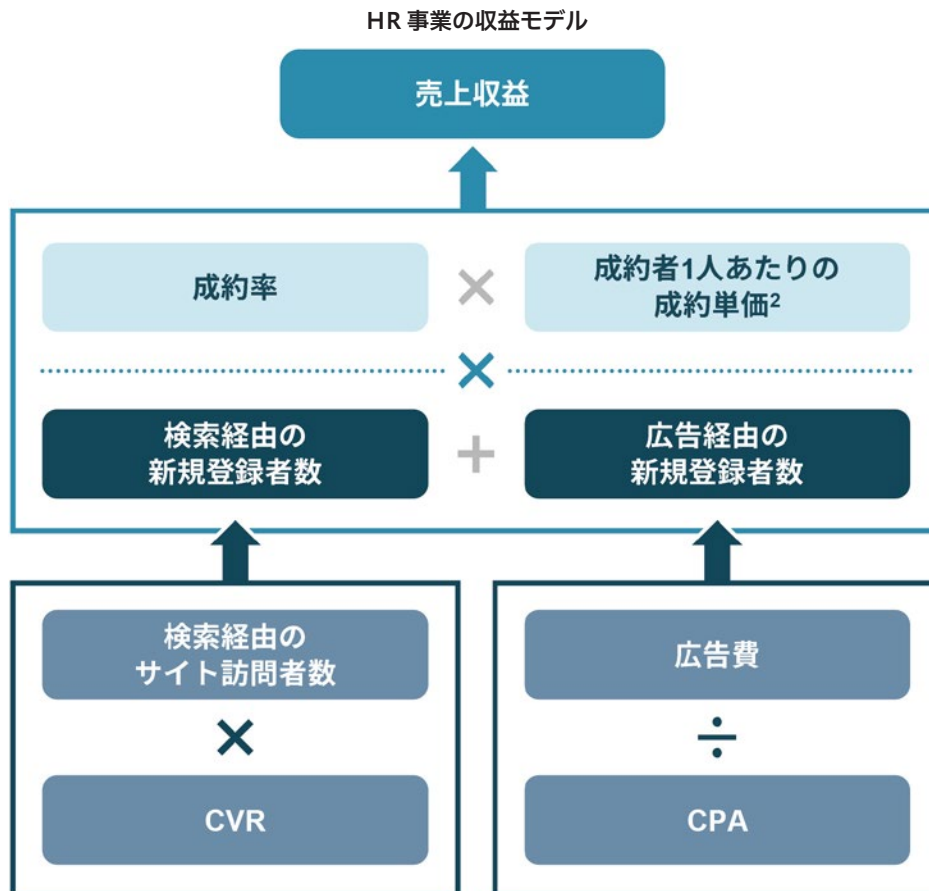 HR 事業の収益モデル
売上収益
成約率
×
成約者1人あたりの
成約単価2
×
検索経由の
新規登録者数
+
広告経由の
新規登録者数
検索経由の
サイト訪問者数
×
CVR
広告費
÷
CPA